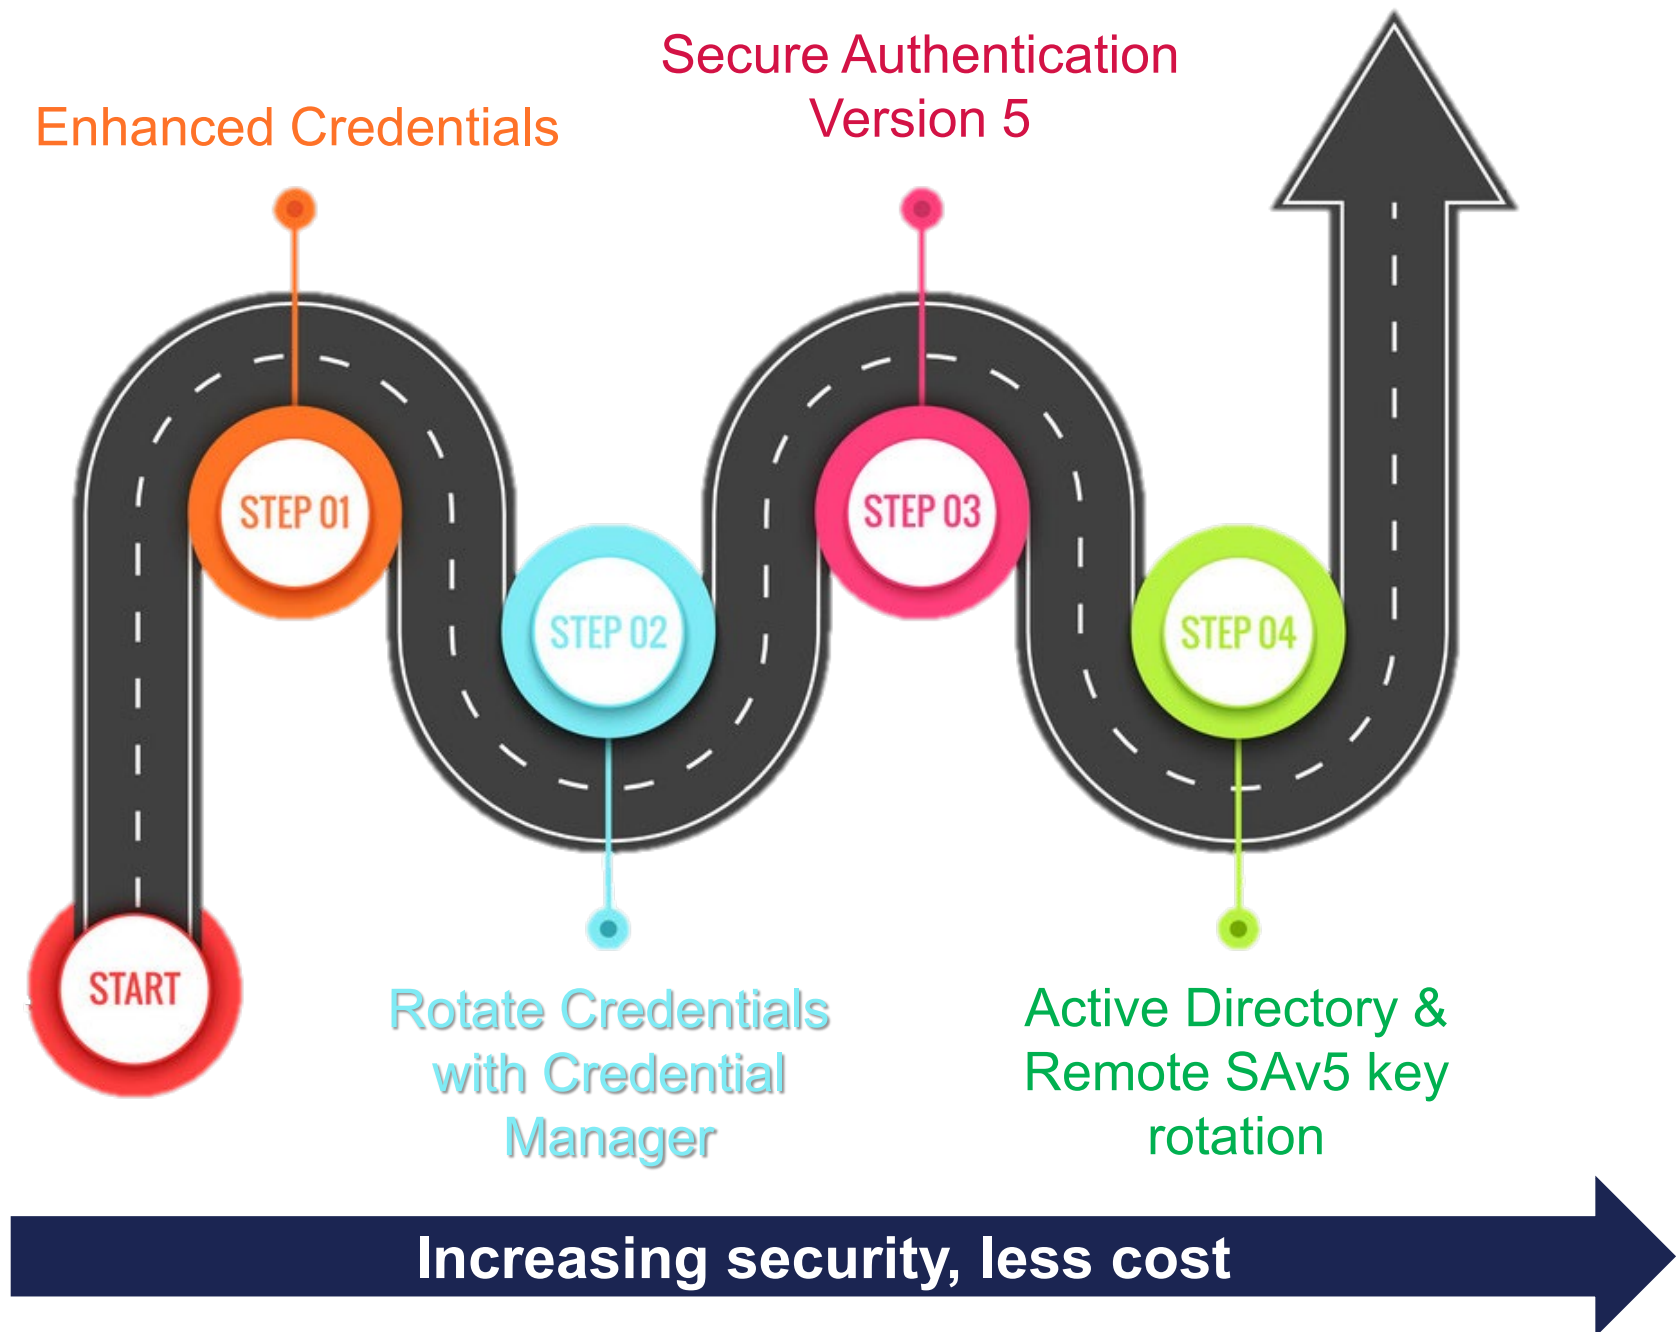 Secure Authentication
Version 5
Enhanced Credentials
STEP 01
STEP 03
STEP 02
STEP 04
START
Rotate Credentials
with Credential
Manager
Active Directory &
Remote SAv5 key
rotation
Increasing security, less cost